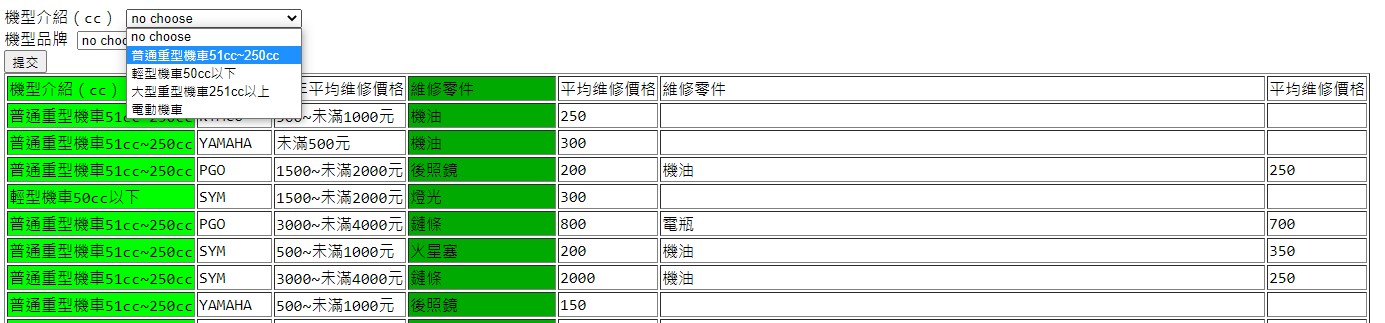 機型介紹(cc) no choose
機型品牌 no choo
no choose
普通重型機車51cc~250cc
輕型機車50cc以下
大型重型機車251cc以上
電動機車
提交
機型介紹(cc) 年平均维修價格 維修零件 平均维修價格 維修零件 平均维修價格
普通重型機車51cc~250cc KYMCO 500~未滿1000元 機油 250
普通重型機車51cc~250cc YAMAHA 未滿500元 機油 300
普通重型機車51cc~250cc PGO 1500~未滿2000元 後照鏡 200 機油 250
輕型機車50cc以下 SYM 1500~未滿2000元 燈光 300
普通重型機車51cc~250cc PGO 3000~未滿4000元 鏈條 800 電瓶 700
普通重型機車51cc~250cc SYM 500~未滿1000元 火星塞 200 機油 350
普通重型機車51cc~250cc SYM 3000~未滿4000元 鏈條 2000 機油 250
普通重型機車51cc~250cc YAMAHA 500~未滿1000元 後照鏡 150